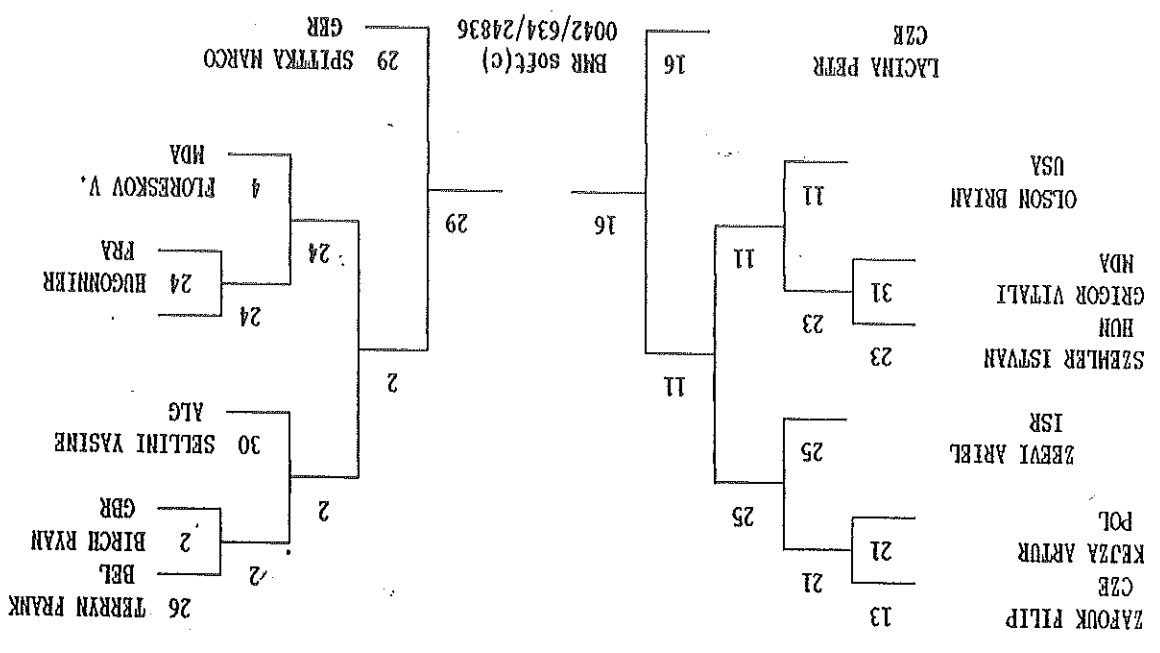 ZAFOUK FILIP 13
CZE
21
KEJZA ARTUR 21
POL
25
ZEEVI ARIEL 25
ISR
11
SZEMLER ISTVAN 23
HUN
23
GRIGOR VITALI 31
MDA
11
OLSON BRIAN 11
USA
16
LACINA PETR 16
CZE
26 TERRYN FRANK
BEL
2
2 BIRCH RYAN
GBR
2
30 SELLINI YASINE
ALG
2
24
24 HUGONNIER
FRA
24
4 FLORESKOV V.
MDA
29
29 SPITTKA MARCO
GER
BMR soft(c)
0042/634/24836